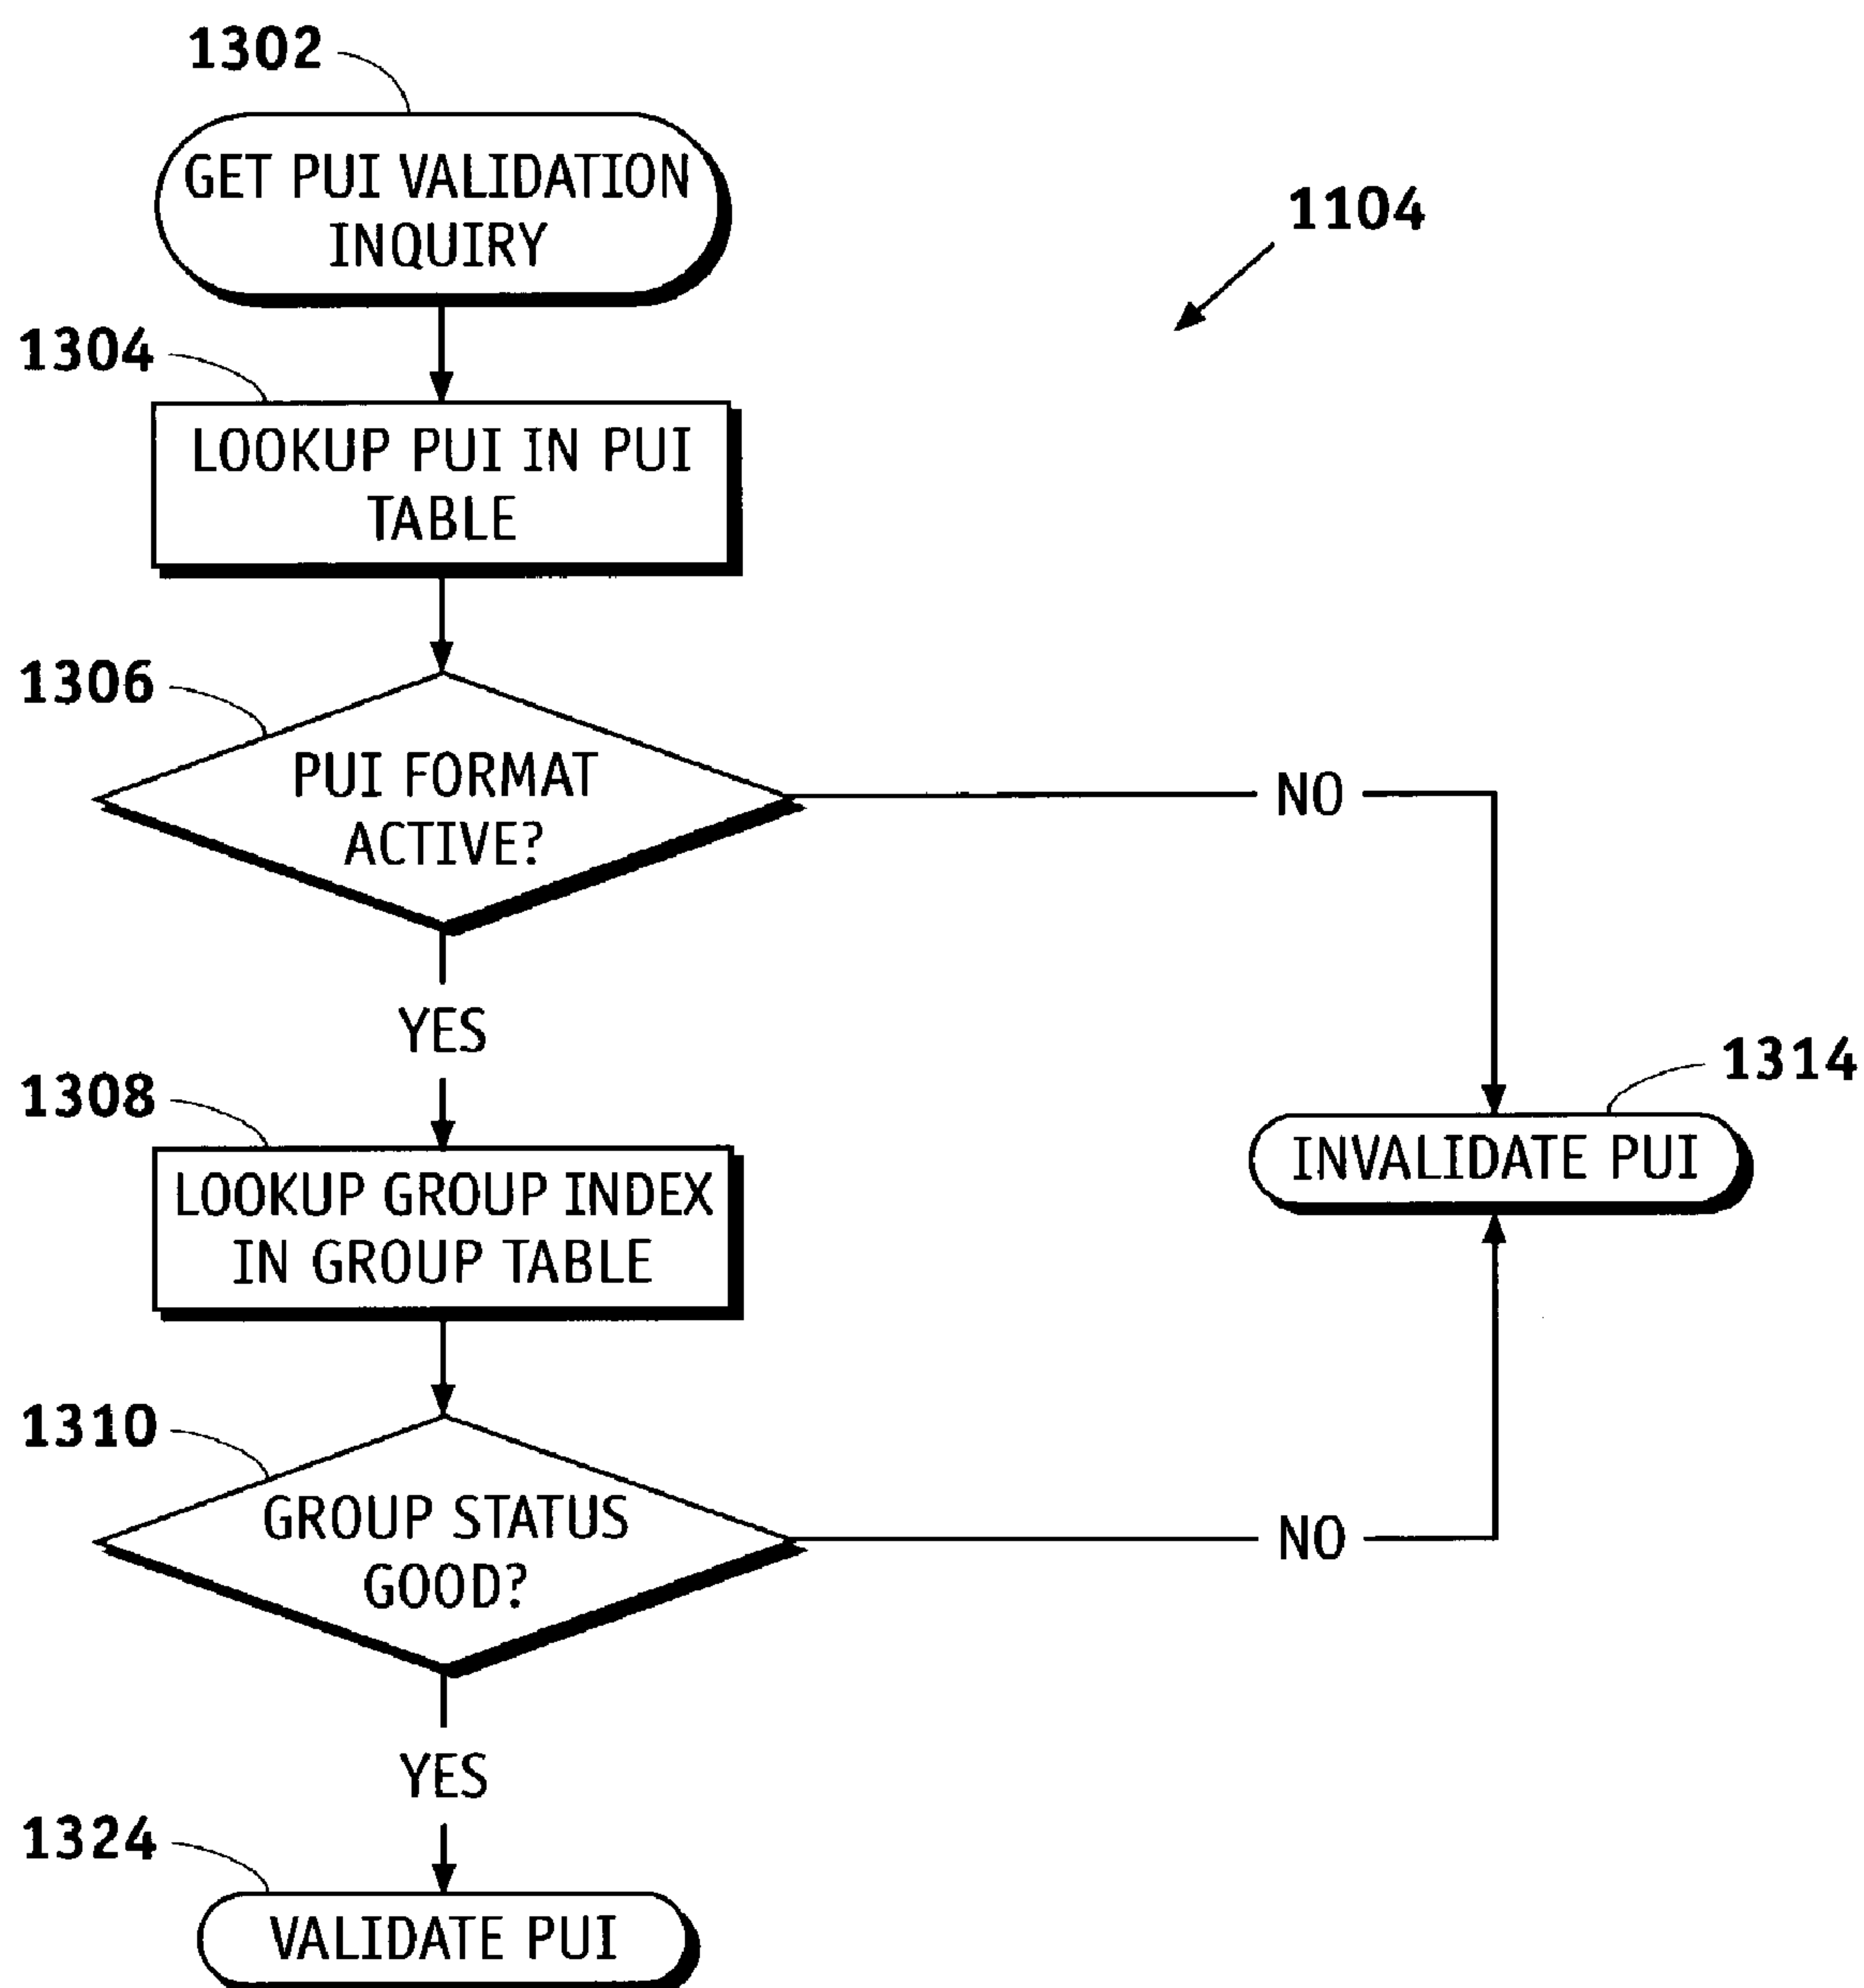 1302
GET PUI VALIDATION
INQUIRY
1104
1304
LOOKUP PUI IN PUI
TABLE
1306
PUI FORMAT
ACTIVE?
NO
YES
1314
INVALIDATE PUI
1308
LOOKUP GROUP INDEX
IN GROUP TABLE
1310
GROUP STATUS
GOOD?
NO
YES
1324
VALIDATE PUI